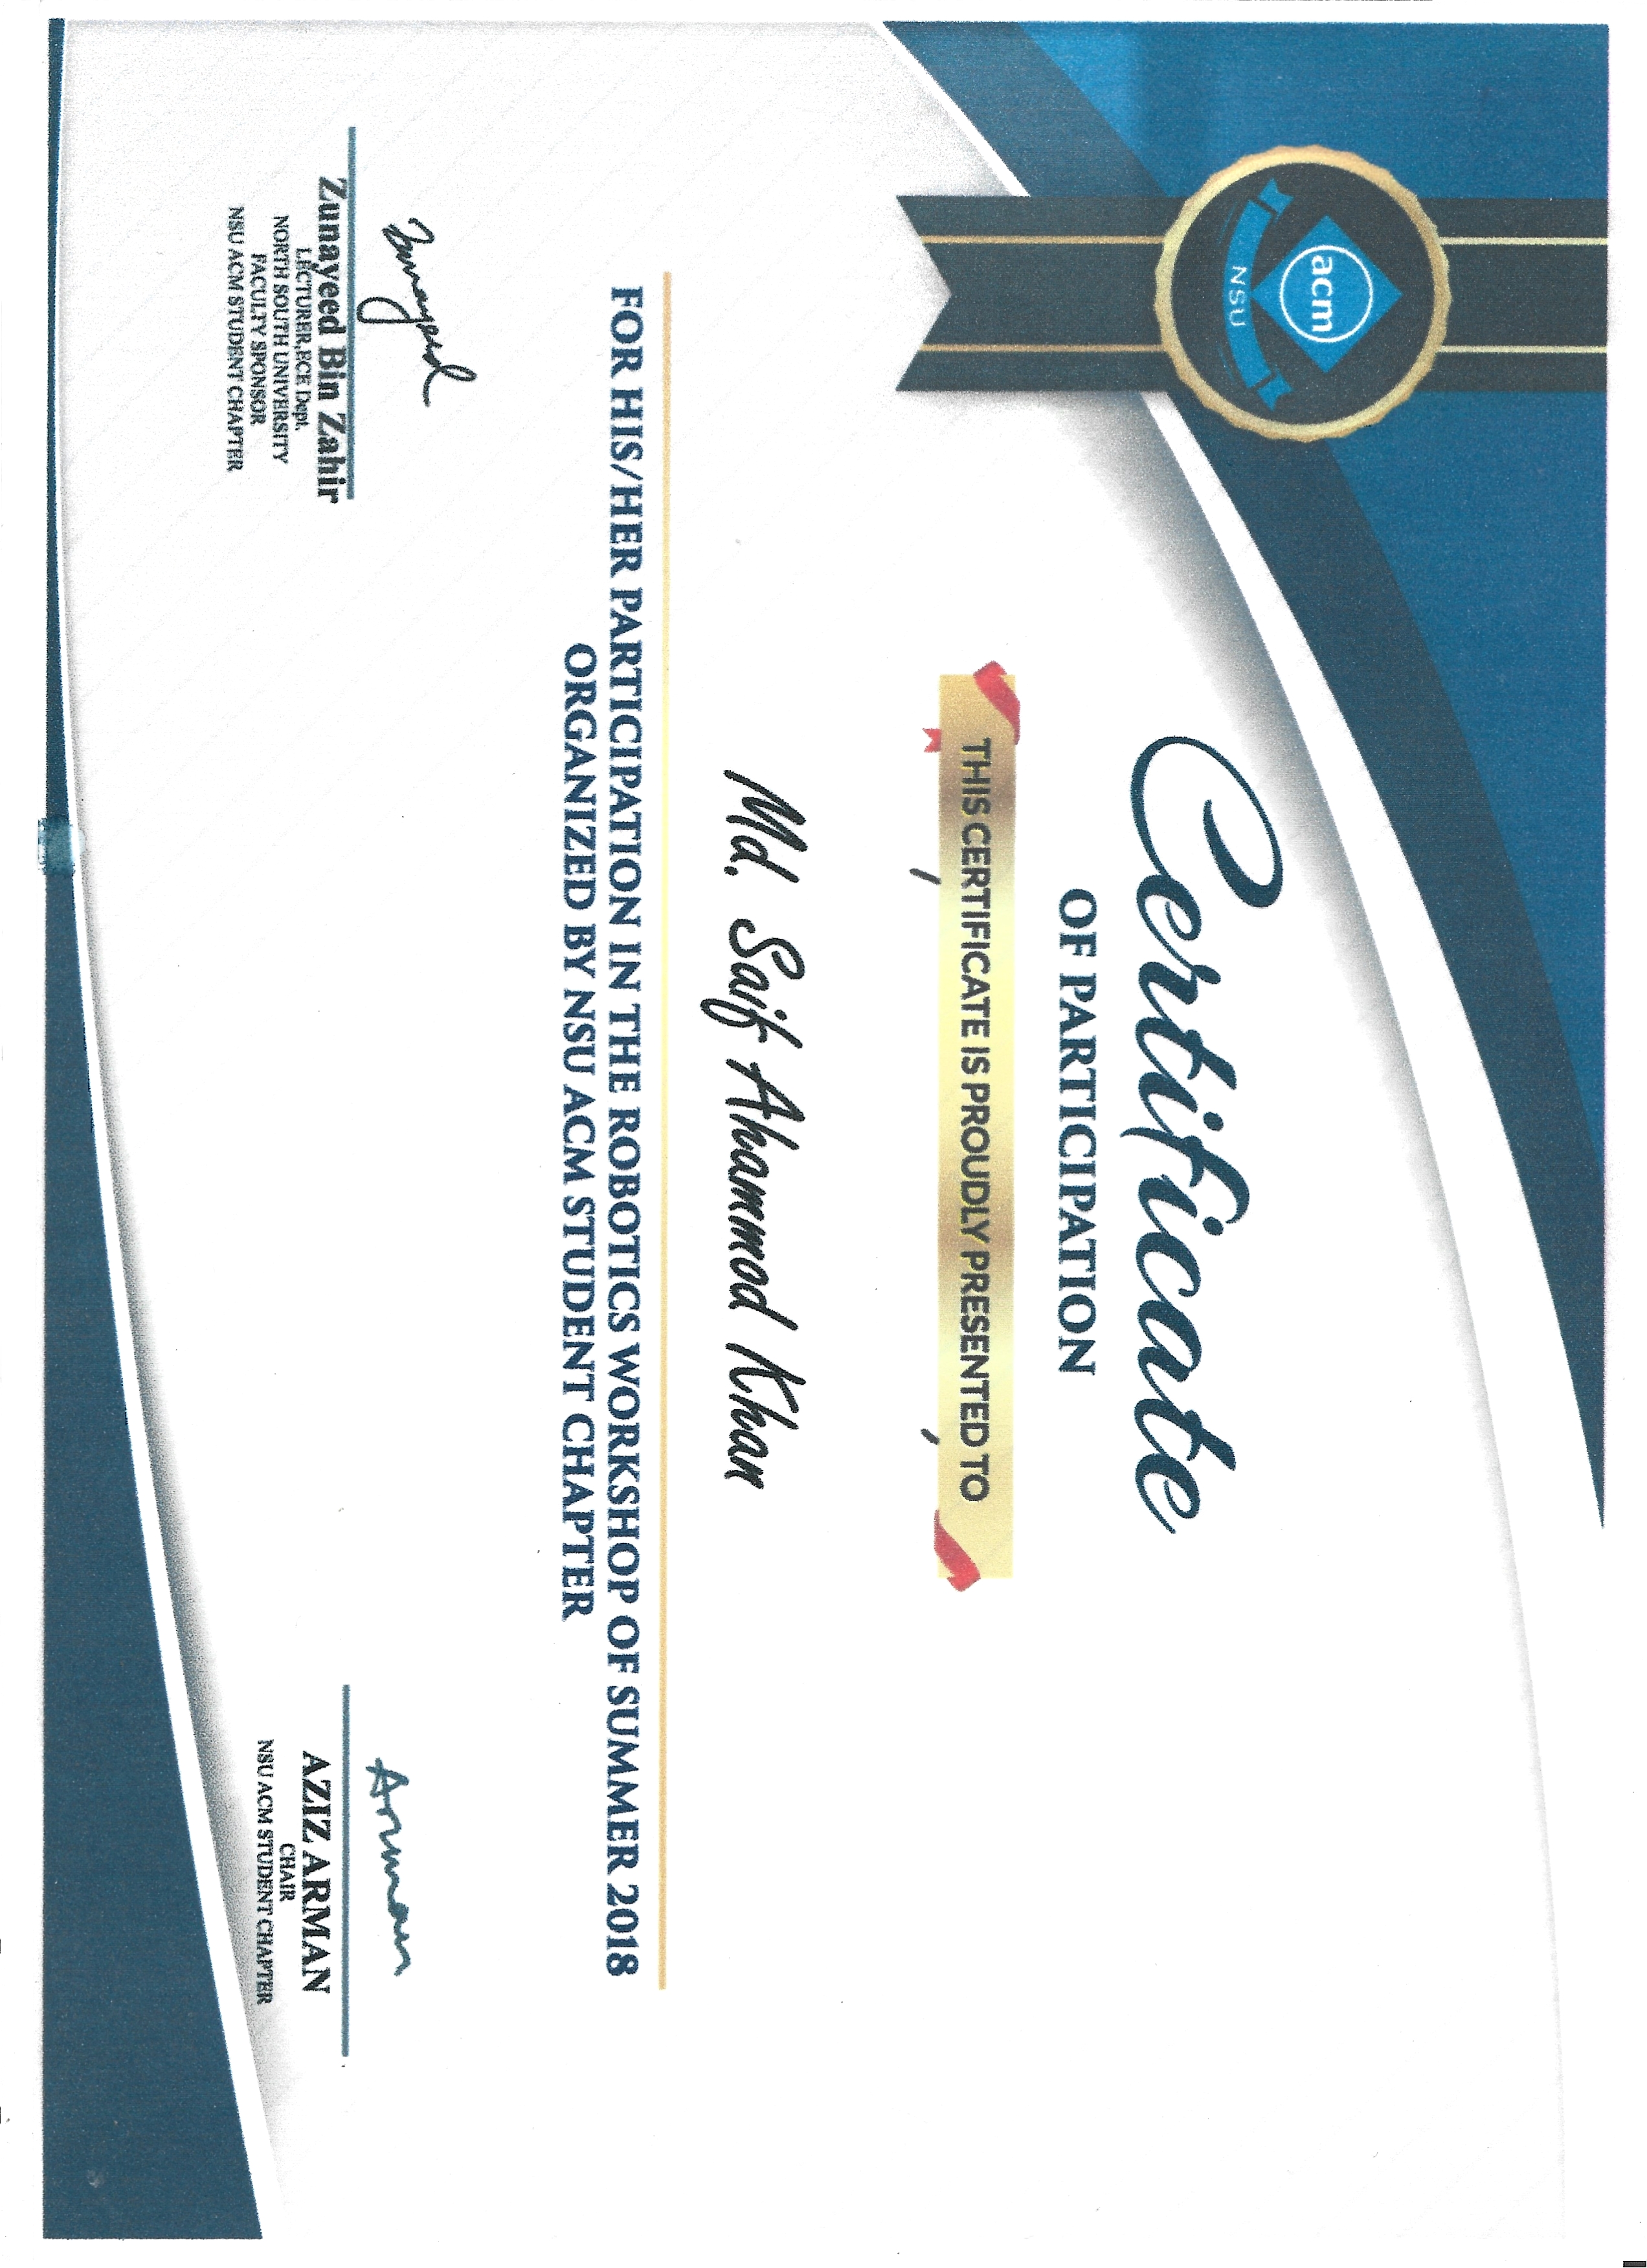 acm
NSU
Certificate
OF PARTICIPATION
THIS CERTIFICATE IS PROUDLY PRESENTED TO
Md. Saif Ahammod Khan
FOR HIS/HER PARTICIPATION IN THE ROBOTICS WORKSHOP OF SUMMER 2018
ORGANIZED BY NSU ACM STUDENT CHAPTER
Zunayeed
Zunayeed Bin Zahir
LECTURER,ECE Dept.
NORTH SOUTH UNIVERSITY
FACULTY SPONSOR
NSU ACM STUDENT CHAPTER
Arman
AZIZ ARMAN
CHAIR
NSU ACM STUDENT CHAPTER